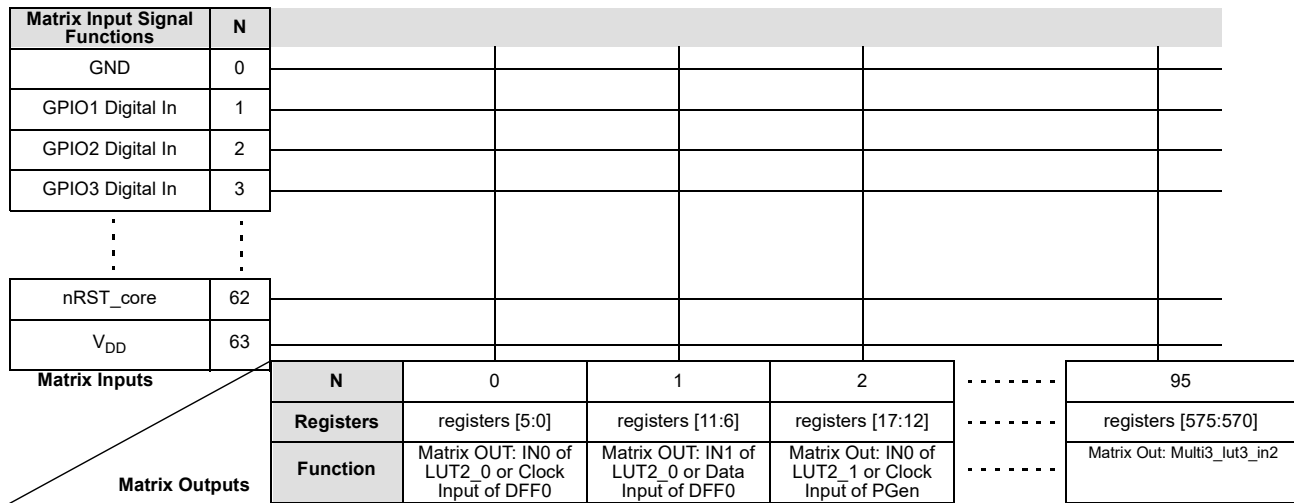 Matrix Input Signal
Functions
N
GND
0
GPIO1 Digital In
1
GPIO2 Digital In
2
GPIO3 Digital In
3
nRST_core
62
VDD
63
Matrix Inputs
N
0
1
2
95
Registers
registers [5:0]
registers [11:6]
registers [17:12]
registers [575:570]
Function
Matrix OUT: IN0 of
LUT2_0 or Clock
Input of DFF0
Matrix OUT: IN1 of
LUT2_0 or Data
Input of DFF0
Matrix Out: IN0 of
LUT2_1 or Clock
Input of PGen
Matrix Out: Multi3_lut3_in2
Matrix Outputs